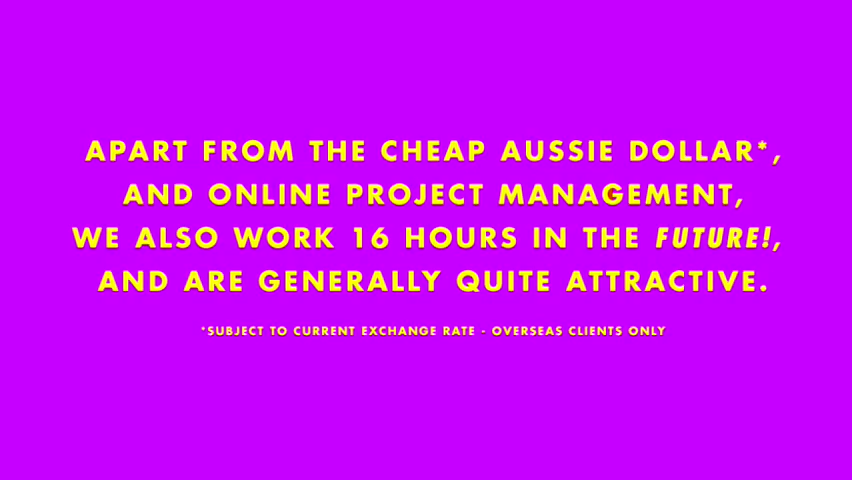 APART FROM THE CHEAP AUSSIE DOLLAR*,
AND ONLINE PROJECT MANAGEMENT,
WE ALSO WORK 16 HOURS IN THE FUTURE!,
AND ARE GENERALLY QUITE ATTRACTIVE.
*SUBJECT TO CURRENT EXCHANGE RATE - OVERSEAS CLIENTS ONLY